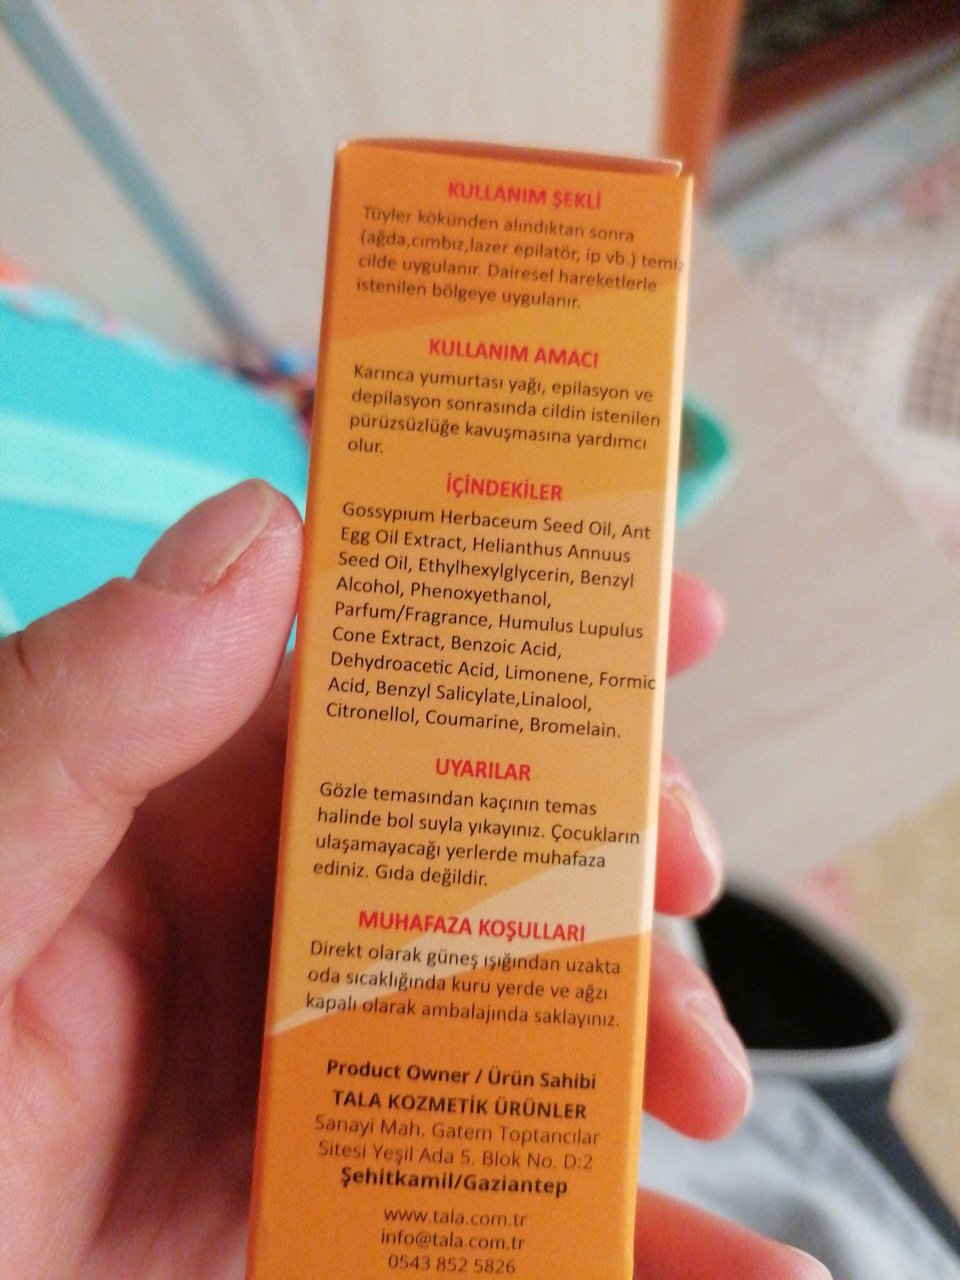 KULLANIM ŞEKLİ
Tüyler kökünden alındıktan sonra
(ağda,cımbız,lazer epilatör, ip vb.) temiz
cilde uygulanır. Dairesel hareketlerle
istenilen bölgeye uygulanır.
KULLANIM AMACI
Karınca yumurtası yağı, epilasyon ve
depilasyon sonrasında cildin istenilen
pürüzsüzlüğe kavuşmasına yardımcı
olur.
İÇİNDEKİLER
Gossypıum Herbaceum Seed Oil, Ant
Egg Oil Extract, Helianthus Annuus
Seed Oil, Ethylhexylglycerin, Benzyl
Alcohol, Phenoxyethanol,
Parfum/Fragrance, Humulus Lupulus
Cone Extract, Benzoic Acid,
Dehydroacetic Acid, Limonene, Formic
Acid, Benzyl Salicylate,Linalool,
Citronellol, Coumarine, Bromelain.
UYARILAR
Gözle temasından kaçının temas
halinde bol suyla yıkayınız. Çocukların
ulaşamayacağı yerlerde muhafaza
ediniz. Gıda değildir.
MUHAFAZA KOŞULLARI
Direkt olarak güneş ışığından uzakta
oda sıcaklığında kuru yerde ve ağzı
kapalı olarak ambalajında saklayınız.
Product Owner / Ürün Sahibi
TALA KOZMETİK ÜRÜNLER
Sanayi Mah. Gatem Toptancılar
Sitesi Yeşil Ada 5. Blok No. D:2
Şehitkamil/Gaziantep
www.tala.com.tr
info@tala.com.tr
0543 852 5826